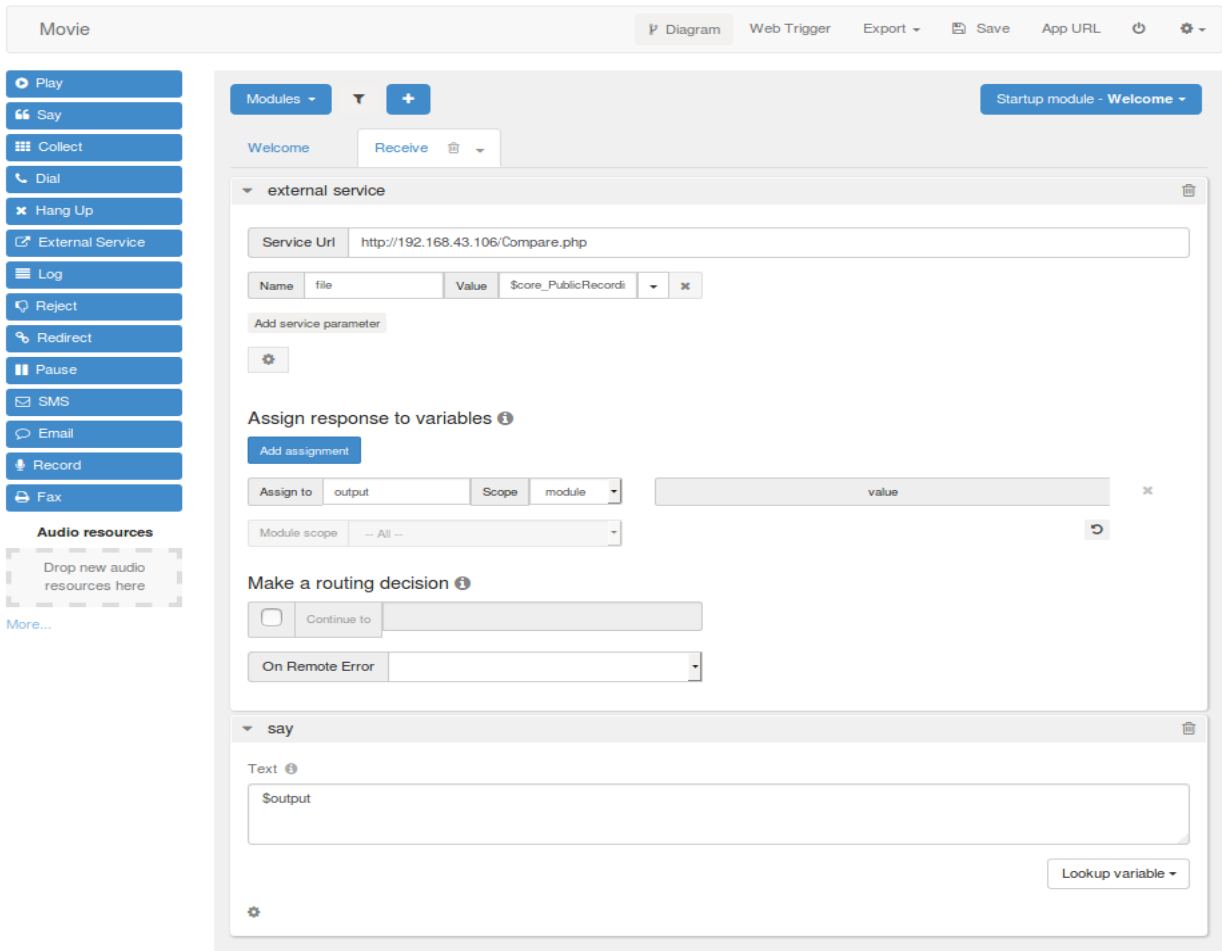 Movie
Diagram
Web Trigger
Export
Save
App URL
Play
Say
Collect
Dial
Hang Up
External Service
Log
Reject
Redirect
Pause
SMS
Email
Record
Fax
Audio resources
Drop new audio
resources here
More...
Modules
Startup module - Welcome
Welcome
Receive
external service
Service Url http://192.168.43.106/Compare.php
Name file Value $core_PublicRecordi
Add service parameter
Assign response to variables
Add assignment
Assign to output Scope module value
Module scope -- All --
Make a routing decision
Continue to
On Remote Error
say
Text
$output
Lookup variable